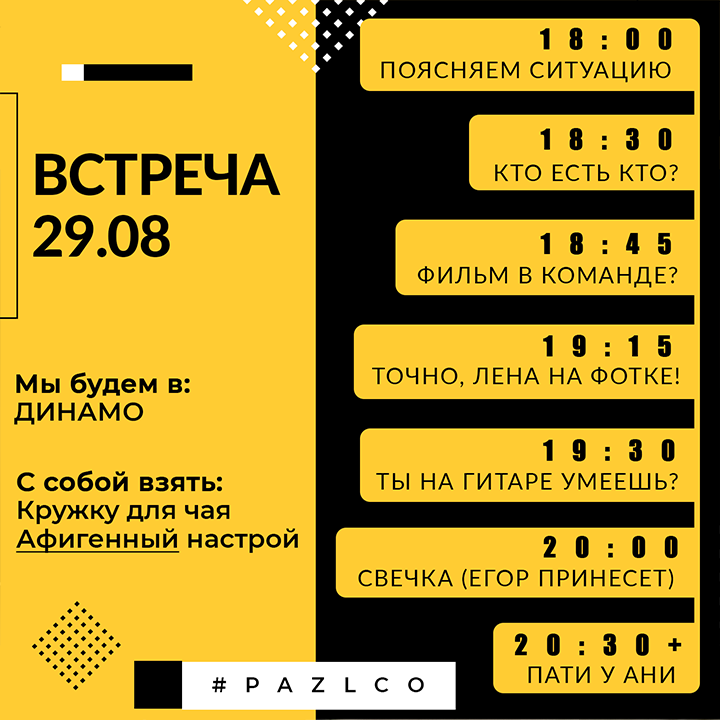 ВСТРЕЧА
29.08
Мы будем в:
ДИНАМО
С собой взять:
Кружку для чая
Афигенный настрой
18:00
ПОЯСНЯЕМ СИТУАЦИЮ
18:30
КТО ЕСТЬ КТО?
18:45
ФИЛЬМ В КОМАНДЕ?
19:15
ТОЧНО, ЛЕНА НА ФОТКЕ!
19:30
ТЫ НА ГИТАРЕ УМЕЕШЬ?
20:00
СВЕЧКА (ЕГОР ПРИНЕСЕТ)
20:30+
ПАТИ У АНИ
#PAZLCO